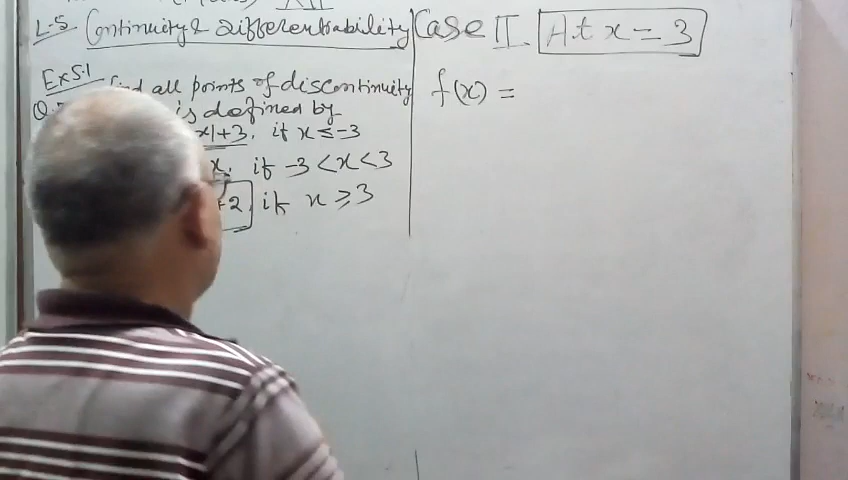 L-5 Continuity & Differentiability
Ex 5.1 find all points of discontinuity
Q. is defined by
x|+3, if x ≤ -3
x, if -3 < x < 3
+2, if x ≥ 3
Case II At x = 3
f(x) =